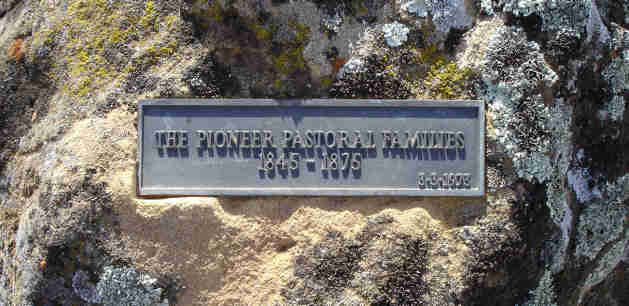 THE PIONEER PASTORAL FAMILIES
1845 - 1875